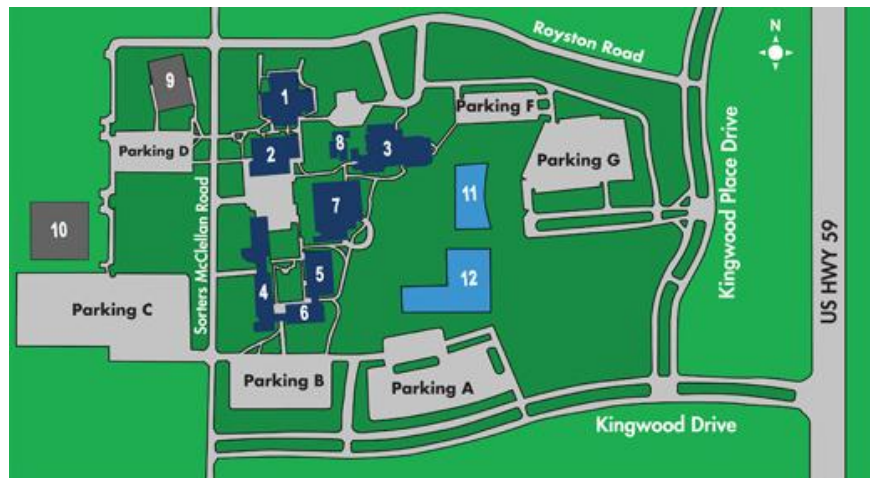 N
Royston Road
9
1
Parking F
8
3
2
Parking D
Parking G
11
7
10
Sorters McClellan Road
Kingwood Place Drive
US HWY 59
5
12
4
6
Parking C
Parking B
Parking A
Kingwood Drive